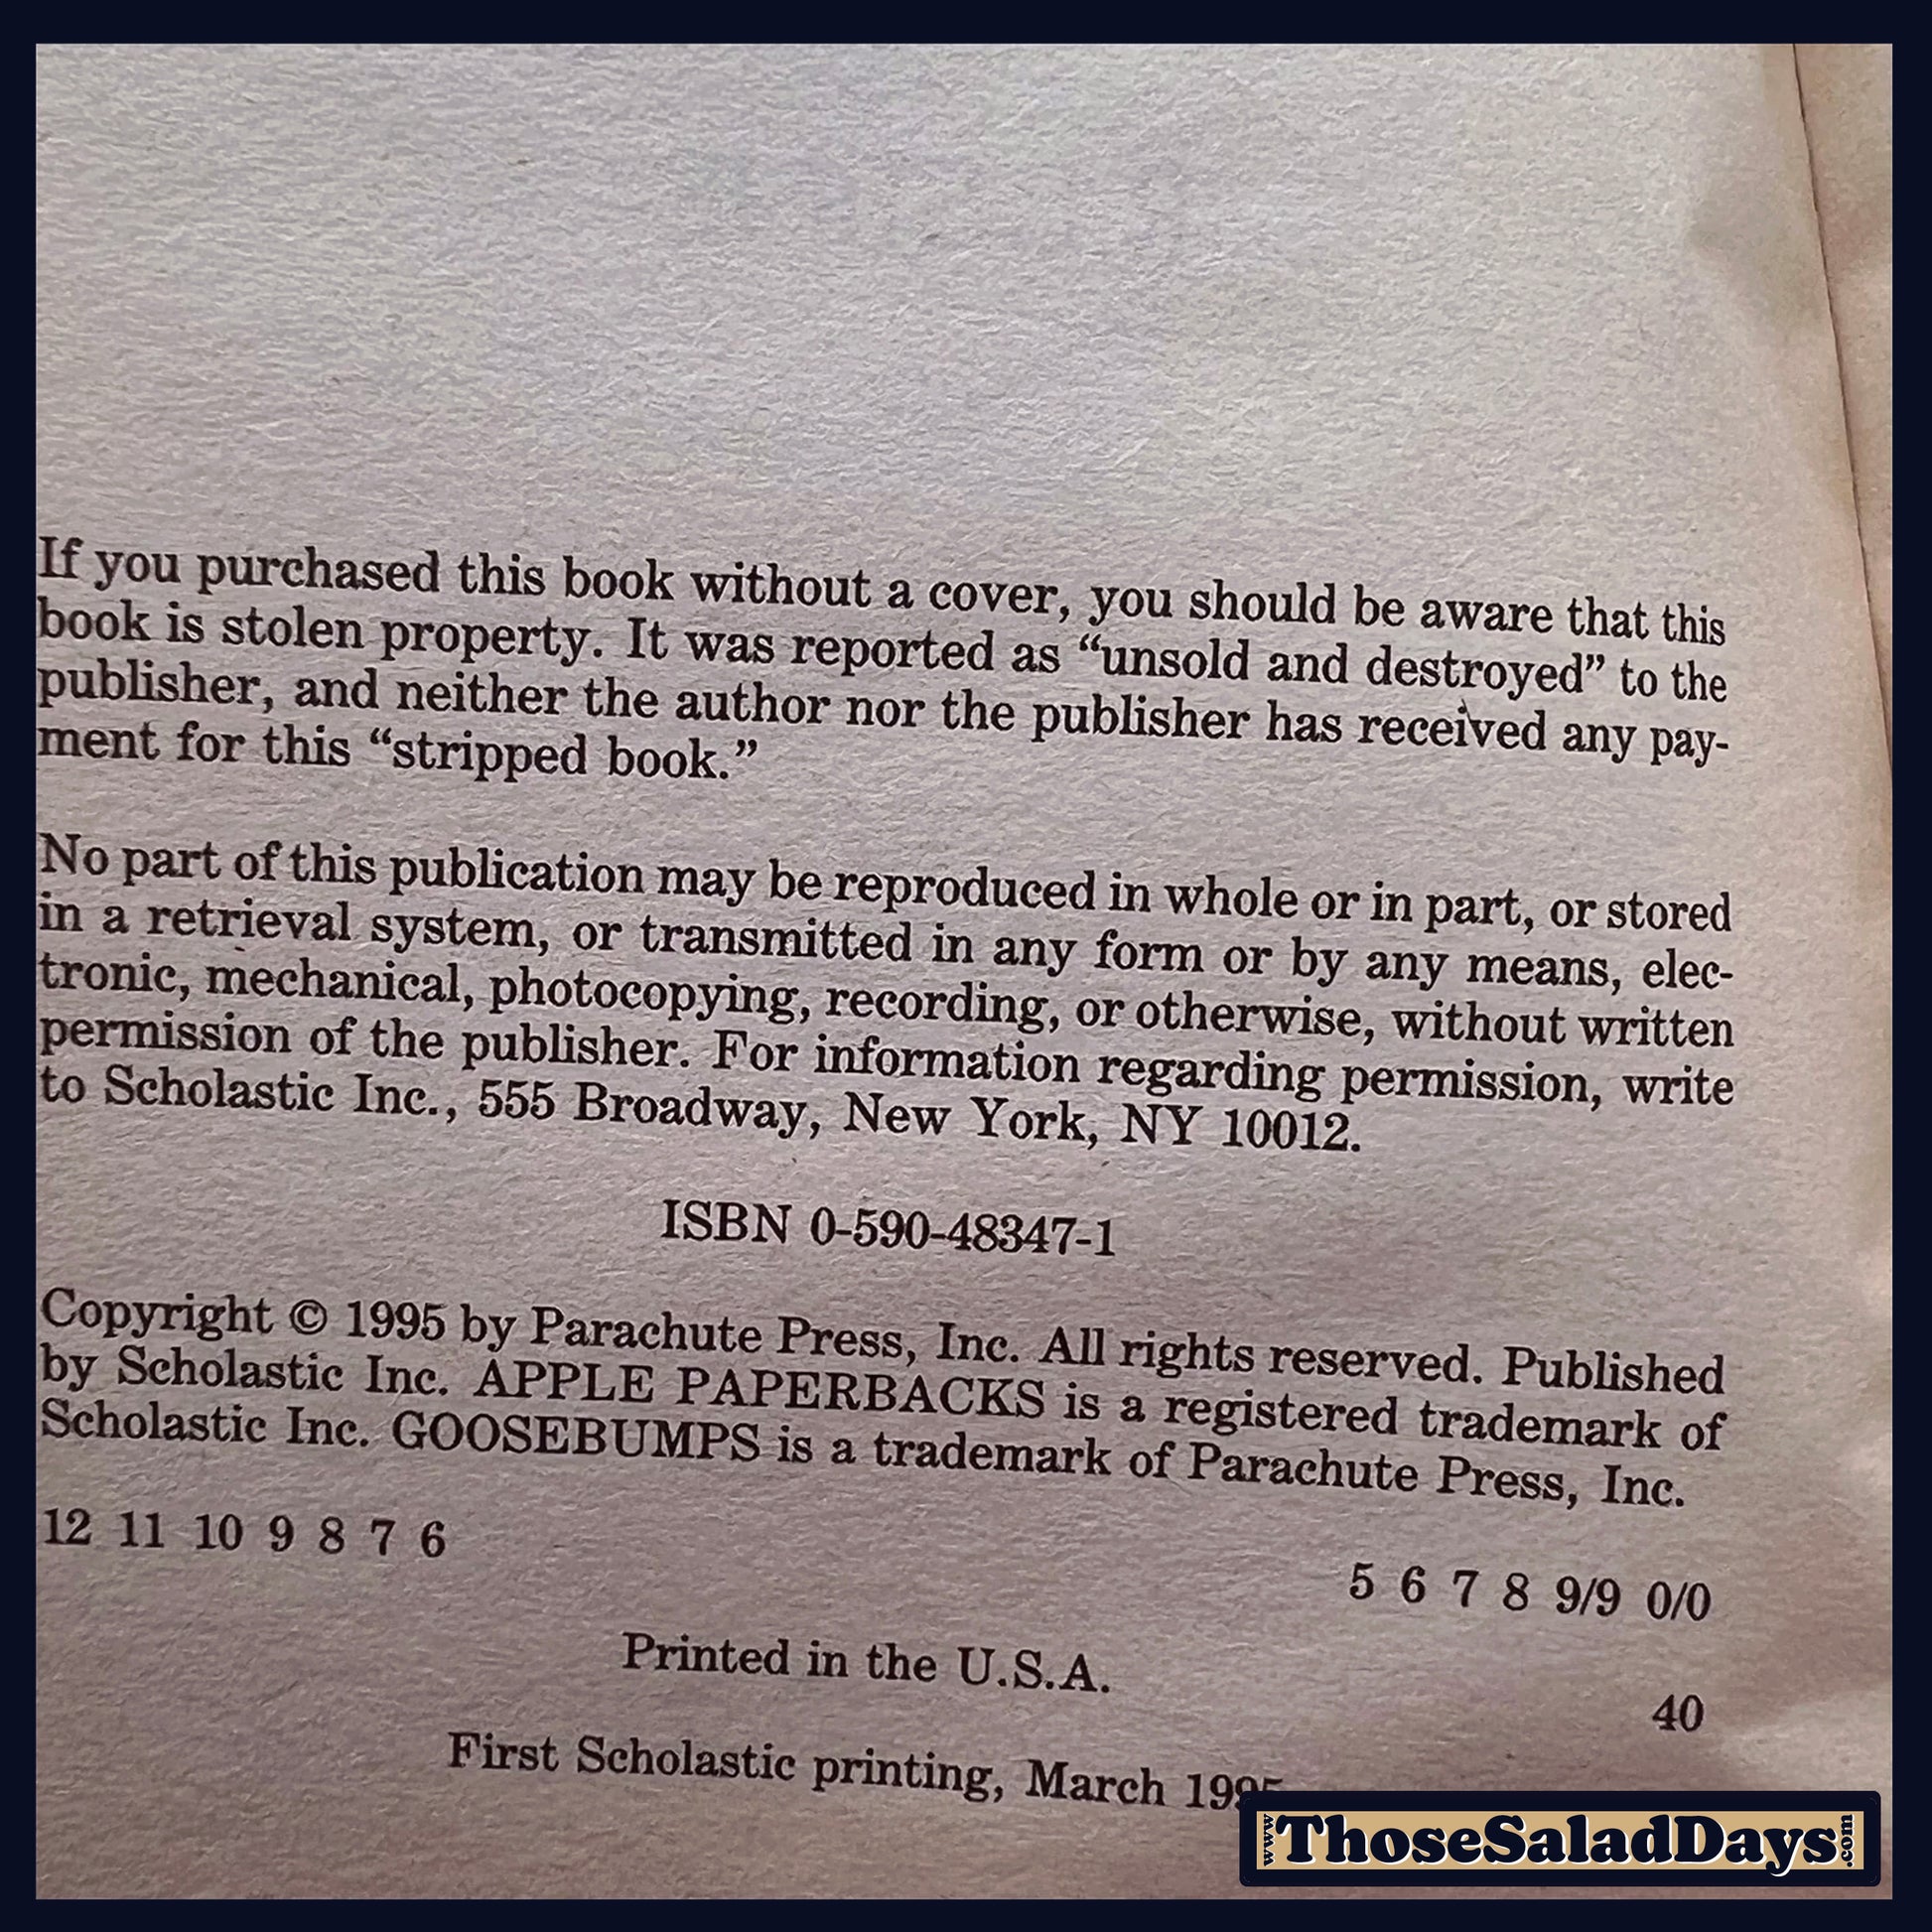 If you purchased this book without a cover, you should be aware that this
book is stolen property. It was reported as “unsold and destroyed” to the
publisher, and neither the author nor the publisher has received any pay-
ment for this “stripped book.”
No part of this publication may be reproduced in whole or in part, or stored
in a retrieval system, or transmitted in any form or by any means, elec-
tronic, mechanical, photocopying, recording, or otherwise, without written
permission of the publisher. For information regarding permission, write
to Scholastic Inc., 555 Broadway, New York, NY 10012.
ISBN 0-590-48347-1
Copyright © 1995 by Parachute Press, Inc. All rights reserved. Published
by Scholastic Inc. APPLE PAPERBACKS is a registered trademark of
Scholastic Inc. GOOSEBUMPS is a trademark of Parachute Press, Inc.
12 11 10 9 8 7 6
5 6 7 8 9/9 0/0
Printed in the U.S.A.
40
First Scholastic printing, March 1995
www.ThoseSaladDays.com